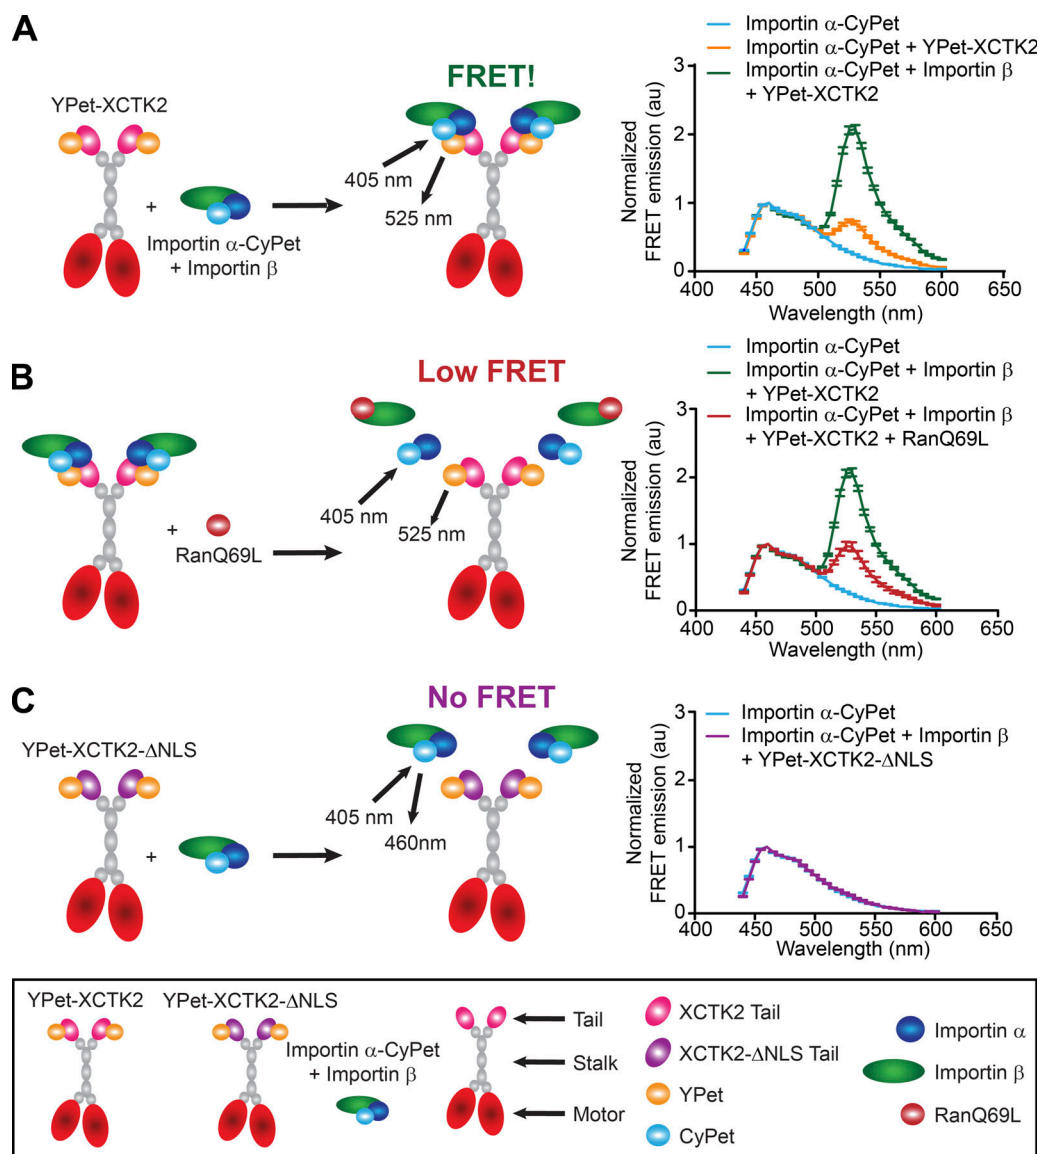 A
FRET!
YPet-XCTK2
+
Importin α-CyPet
+ Importin β
405 nm
525 nm
Importin α-CyPet
Importin α-CyPet + YPet-XCTK2
Importin α-CyPet + Importin β
+ YPet-XCTK2
Normalized
FRET emission (au)
3
2
1
0
400 450 500 550 600 650
Wavelength (nm)
B
Low FRET
+
RanQ69L
405 nm
525 nm
Importin α-CyPet
Importin α-CyPet + Importin β
+ YPet-XCTK2
Importin α-CyPet + Importin β
+ YPet-XCTK2 + RanQ69L
Normalized
FRET emission (au)
3
2
1
0
400 450 500 550 600 650
Wavelength (nm)
C
No FRET
YPet-XCTK2-ΔNLS
+
405 nm
460nm
Importin α-CyPet
Importin α-CyPet + Importin β
+ YPet-XCTK2-ΔNLS
Normalized
FRET emission (au)
3
2
1
0
400 450 500 550 600 650
Wavelength (nm)
YPet-XCTK2
YPet-XCTK2-ΔNLS
Importin α-CyPet
+ Importin β
Tail
Stalk
Motor
XCTK2 Tail
XCTK2-ΔNLS Tail
YPet
CyPet
Importin α
Importin β
RanQ69L